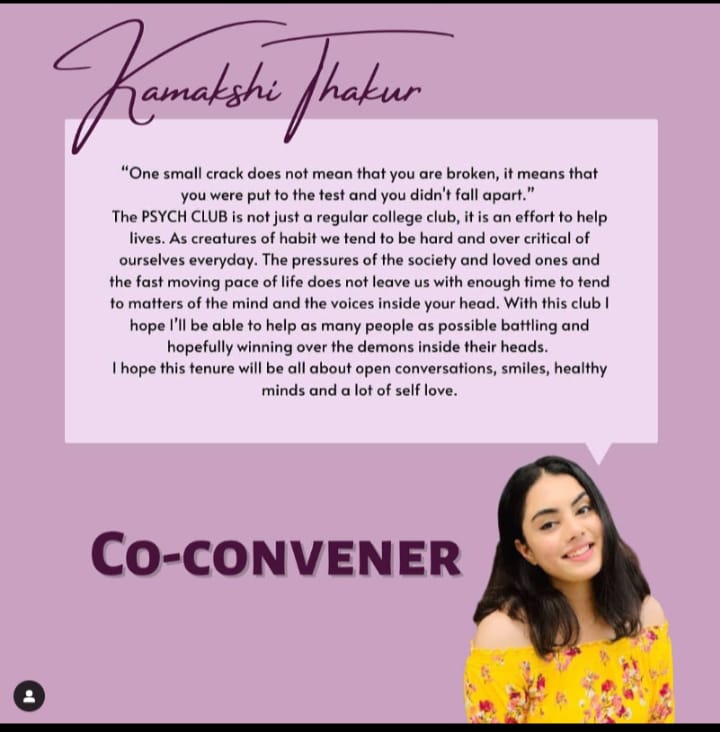 Kamakshi Thakur
“One small crack does not mean that you are broken, it means that
you were put to the test and you didn't fall apart.”
The PSYCH CLUB is not just a regular college club, it is an effort to help
lives. As creatures of habit we tend to be hard and over critical of
ourselves everyday. The pressures of the society and loved ones and
the fast moving pace of life does not leave us with enough time to tend
to matters of the mind and the voices inside your head. With this club I
hope I'll be able to help as many people as possible battling and
hopefully winning over the demons inside their heads.
I hope this tenure will be all about open conversations, smiles, healthy
minds and a lot of self love.
Co-convener